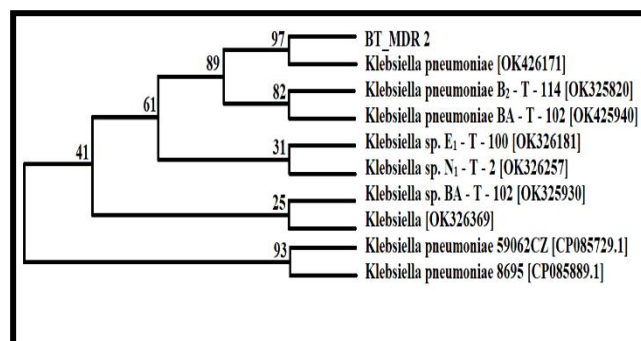 97
BT_MDR 2
Klebsiella pneumoniae [OK426171]
89
82
Klebsiella pneumoniae B₂ - T - 114 [OK325820]
Klebsiella pneumoniae BA - T - 102 [OK425940]
61
31
Klebsiella sp. E₁ - T - 100 [OK326181]
Klebsiella sp. N₁ - T - 2 [OK326257]
41
25
Klebsiella sp. BA - T - 102 [OK325930]
Klebsiella [OK326369]
93
Klebsiella pneumoniae 59062CZ [CP085729.1]
Klebsiella pneumoniae 8695 [CP085889.1]